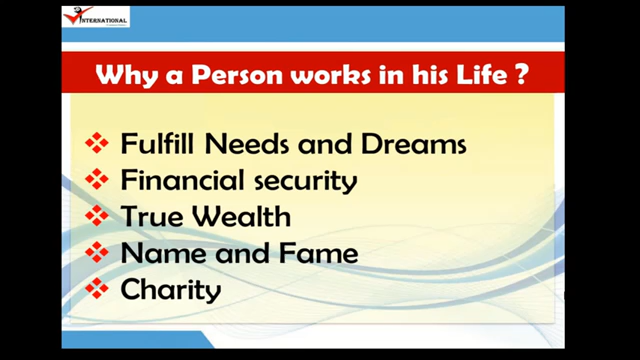 INTERNATIONAL
Why a Person works in his Life ?
Fulfill Needs and Dreams
Financial security
True Wealth
Name and Fame
Charity